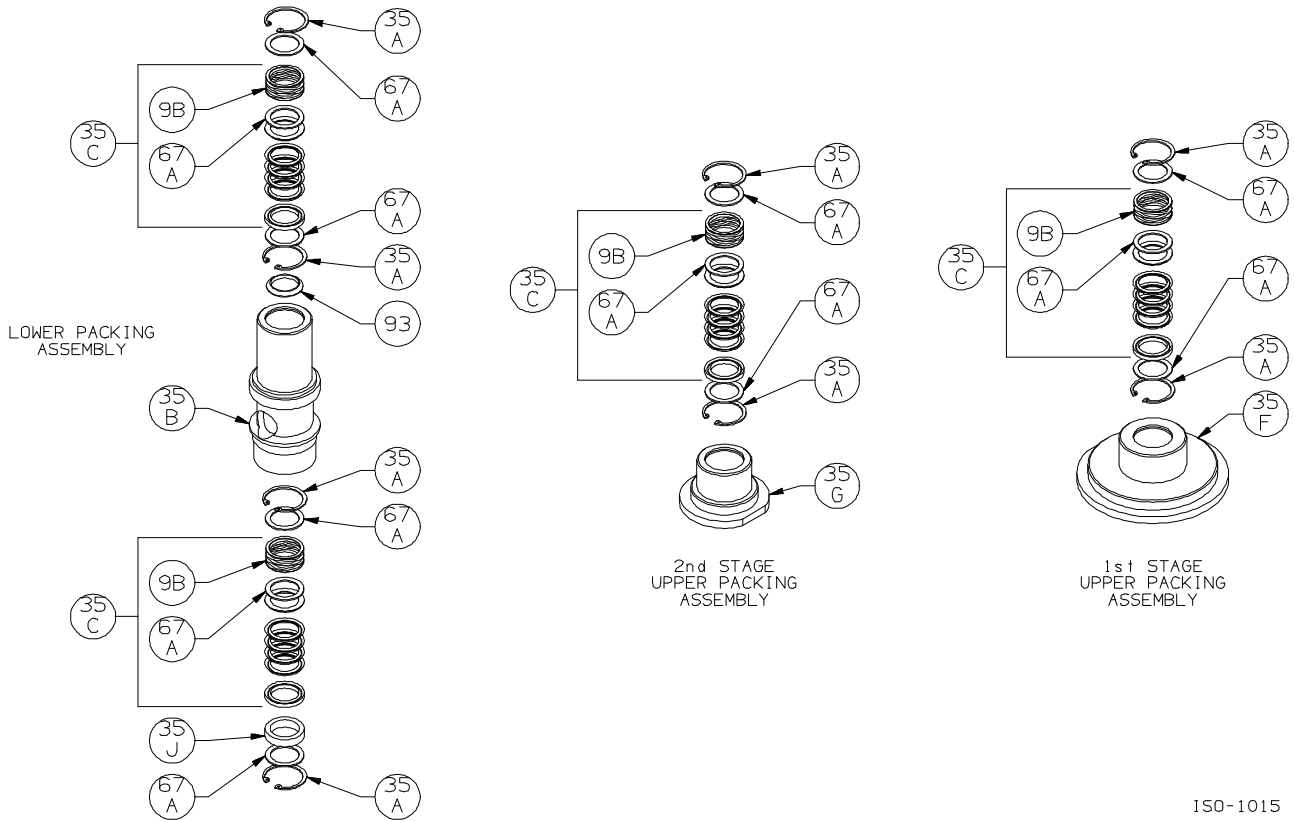 35
A
67
A
9B
35
C
67
A
67
A
35
A
93
LOWER PACKING
ASSEMBLY
35
B
35
A
67
A
9B
35
C
67
A
35
J
67
A
35
A
35
A
67
A
9B
35
C
67
A
67
A
35
A
35
G
2nd STAGE
UPPER PACKING
ASSEMBLY
35
A
67
A
9B
35
C
67
A
67
A
35
A
35
F
1st STAGE
UPPER PACKING
ASSEMBLY
ISO-1015